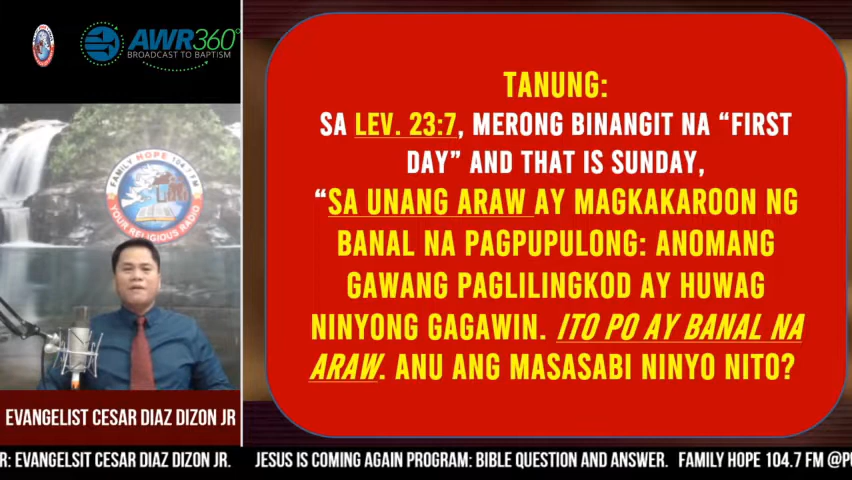 AWR360°
BROADCAST TO BAPTISM
FAMILY HOPE 104.7 FM
YOUR RELIGIOUS RADIO
TANUNG:
SA LEV. 23:7, MERONG BINANGIT NA “FIRST
DAY” AND THAT IS SUNDAY,
“SA UNANG ARAW AY MAGKAKAROON NG
BANAL NA PAGPUPULONG: ANOMANG
GAWANG PAGLILINGKOD AY HUWAG
NINYONG GAGAWIN. ITO PO AY BANAL NA
ARAW. ANU ANG MASASABI NINYO NITO?
EVANGELIST CESAR DIAZ DIZON JR
R: EVANGELSIT CESAR DIAZ DIZON JR. JESUS IS COMING AGAIN PROGRAM: BIBLE QUESTION AND ANSWER. FAMILY HOPE 104.7 FM